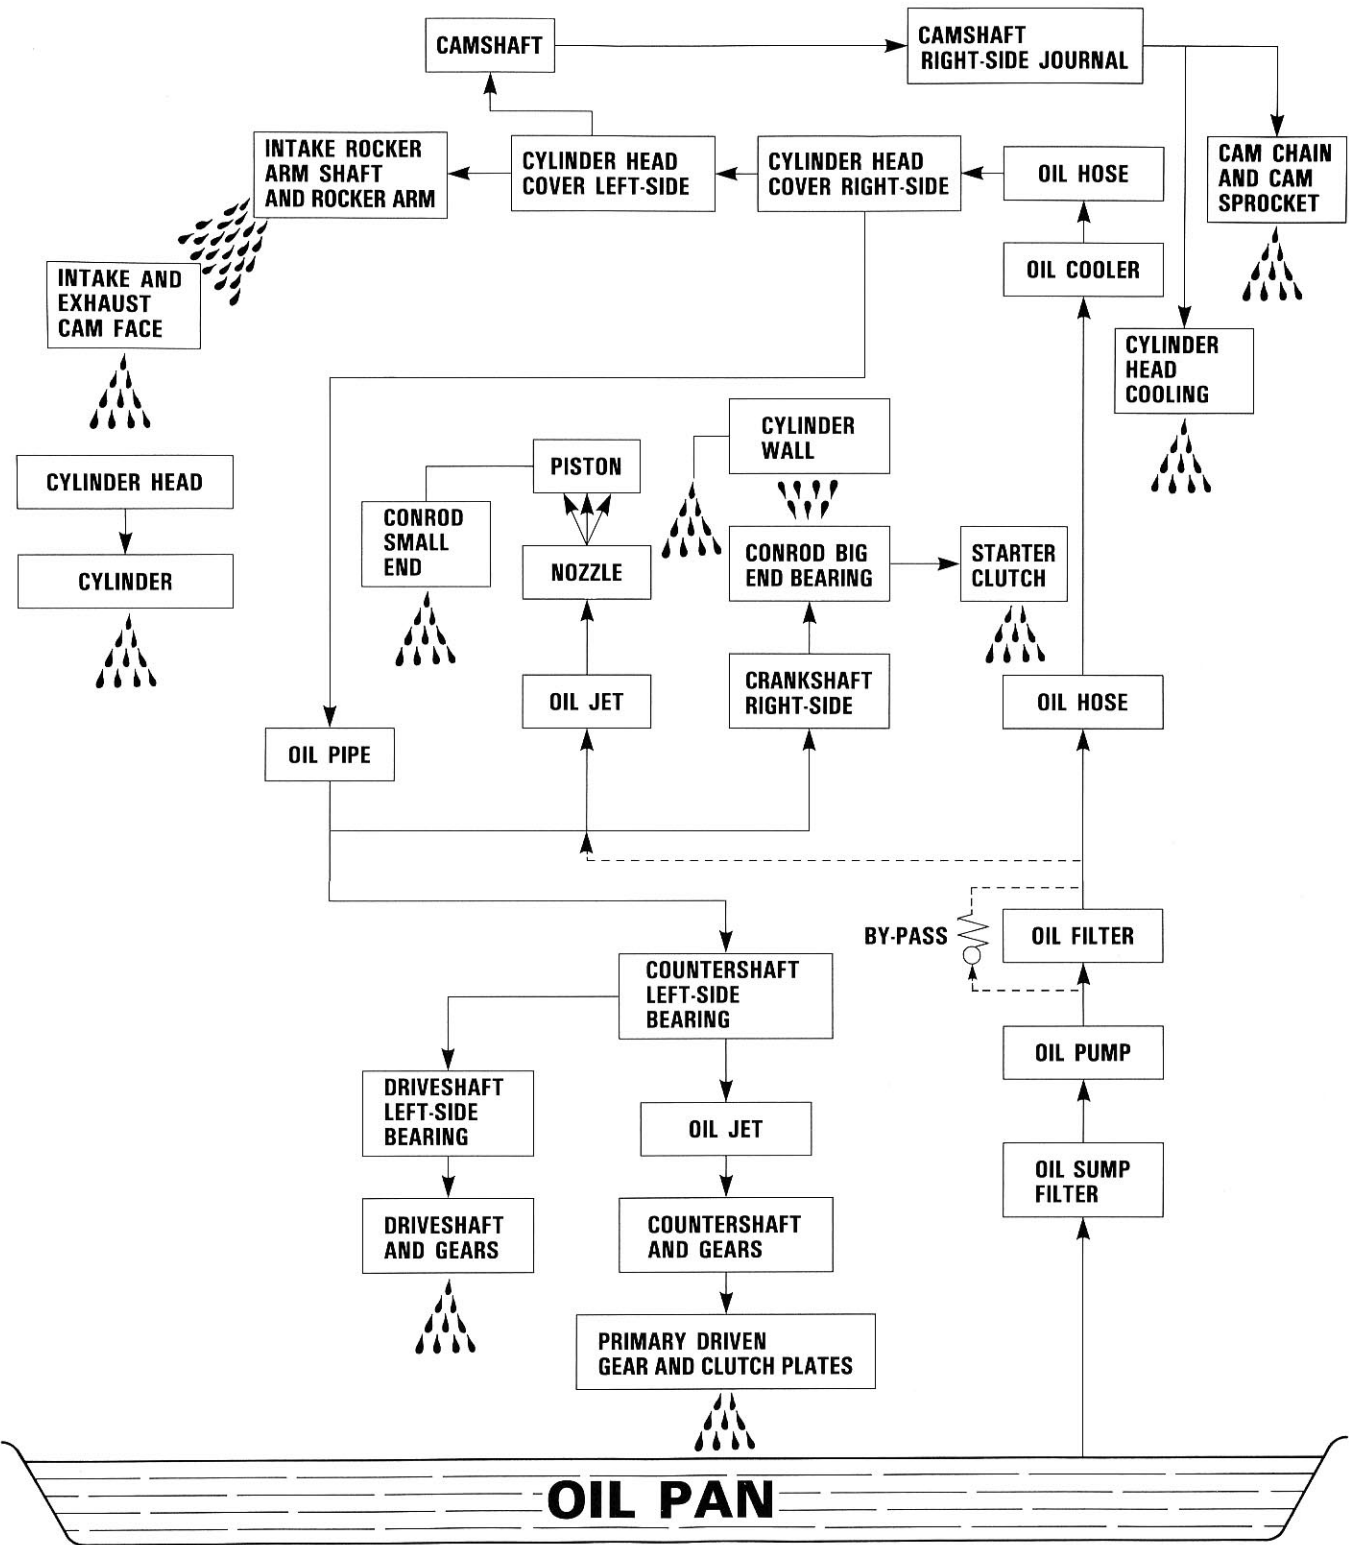 CAMSHAFT
CAMSHAFT
RIGHT-SIDE JOURNAL
INTAKE ROCKER
ARM SHAFT
AND ROCKER ARM
CYLINDER HEAD
COVER LEFT-SIDE
CYLINDER HEAD
COVER RIGHT-SIDE
OIL HOSE
CAM CHAIN
AND CAM
SPROCKET
OIL COOLER
INTAKE AND
EXHAUST
CAM FACE
CYLINDER
HEAD
COOLING
CYLINDER
WALL
PISTON
CYLINDER HEAD
CONROD
SMALL
END
NOZZLE
CONROD BIG
END BEARING
STARTER
CLUTCH
CYLINDER
OIL JET
CRANKSHAFT
RIGHT-SIDE
OIL HOSE
OIL PIPE
BY-PASS
OIL FILTER
COUNTERSHAFT
LEFT-SIDE
BEARING
OIL PUMP
DRIVESHAFT
LEFT-SIDE
BEARING
OIL JET
OIL SUMP
FILTER
DRIVESHAFT
AND GEARS
COUNTERSHAFT
AND GEARS
PRIMARY DRIVEN
GEAR AND CLUTCH PLATES
OIL PAN